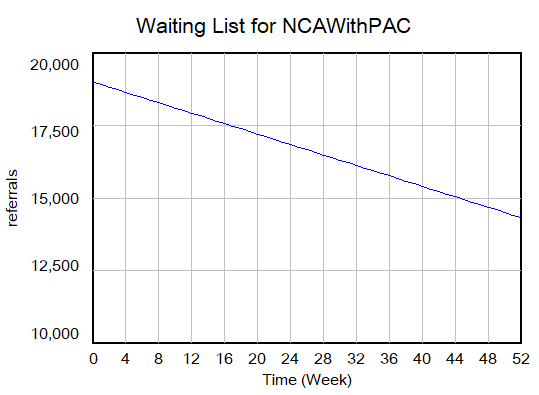 Waiting List for NCAWithPAC
20,000
17,500
15,000
12,500
10,000
referrals
0 4 8 12 16 20 24 28 32 36 40 44 48 52
Time (Week)